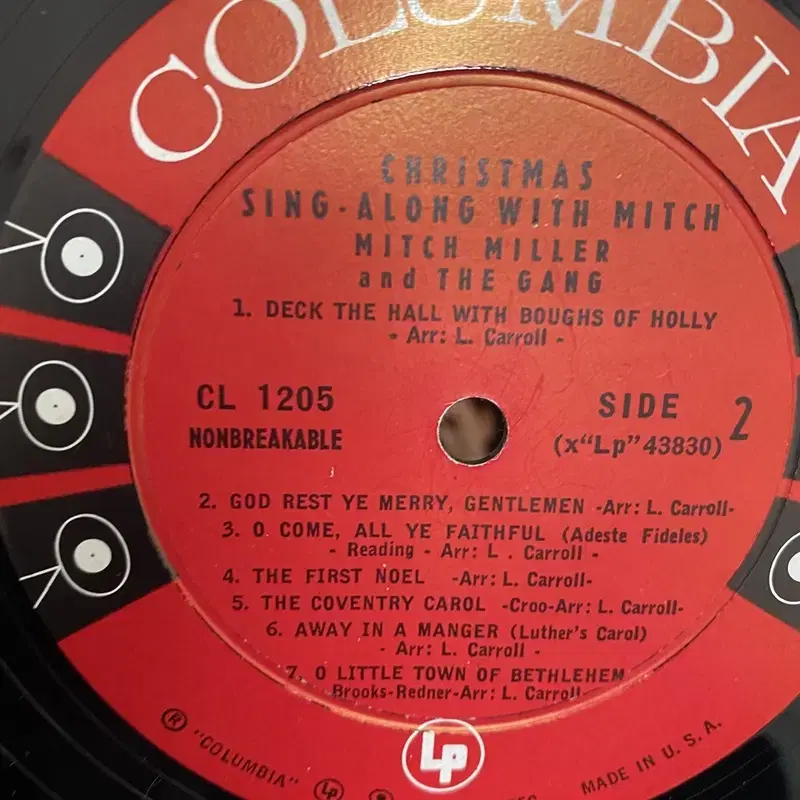 COLUMBIA
CHRISTMAS
SING-ALONG WITH MITCH
MITCH MILLER
and THE GANG
1. DECK THE HALL WITH BOUGHS OF HOLLY
- Arr: L. Carroll -
CL 1205
NONBREAKABLE
SIDE 2
(x“Lp”43830)
2. GOD REST YE MERRY, GENTLEMEN -Arr: L. Carroll-
3. O COME, ALL YE FAITHFUL (Adeste Fideles)
- Reading - Arr: L . Carroll -
4. THE FIRST NOEL -Arr: L. Carroll-
5. THE COVENTRY CAROL -Croo-Arr: L. Carroll-
6. AWAY IN A MANGER (Luther's Carol)
- Arr: L. Carroll -
7. O LITTLE TOWN OF BETHLEHEM
Brooks-Redner-Arr: L. Carroll-
Lp
® "COLUMBIA" Lp
MADE IN U. S. A.